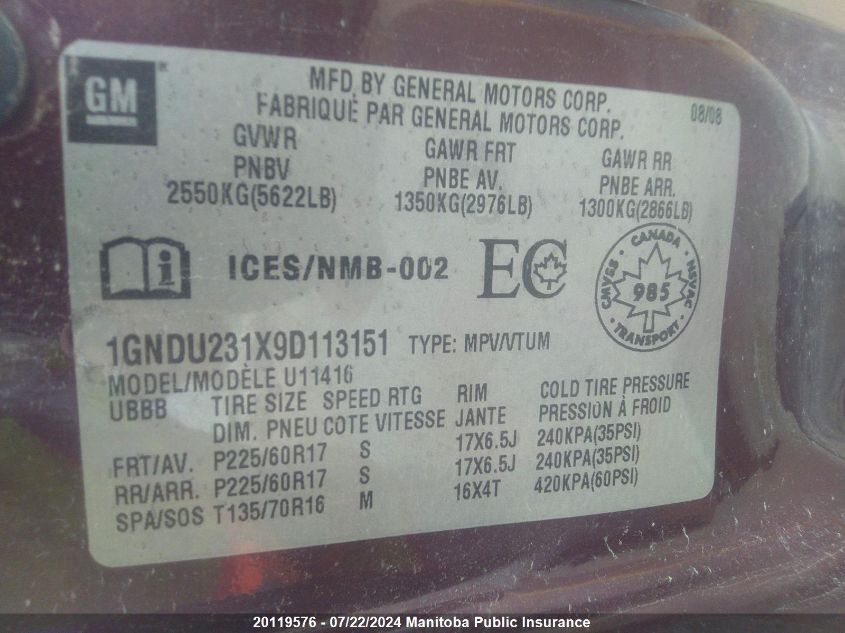 GM
MFD BY GENERAL MOTORS CORP.
FABRIQUÉ PAR GENERAL MOTORS CORP.
08/08
GVWR GAWR FRT GAWR RR
PNBV PNBE AV. PNBE ARR.
2550KG(5622LB) 1350KG(2976LB) 1300KG(2866LB)
i ICES/NMB-002 EC
CANADA
CMVSS 985 NSVAC
TRANSPORT
1GNDU231X9D113151 TYPE: MPV/VTUM
MODEL/MODÈLE U11416
UBBB TIRE SIZE SPEED RTG RIM COLD TIRE PRESSURE
DIM. PNEU COTE VITESSE JANTE PRESSION À FROID
FRT/AV. P225/60R17 S 17X6.5J 240KPA(35PSI)
RR/ARR. P225/60R17 S 17X6.5J 240KPA(35PSI)
SPA/SOS T135/70R16 M 16X4T 420KPA(60PSI)
20119576 - 07/22/2024 - Manitoba Public Insurance